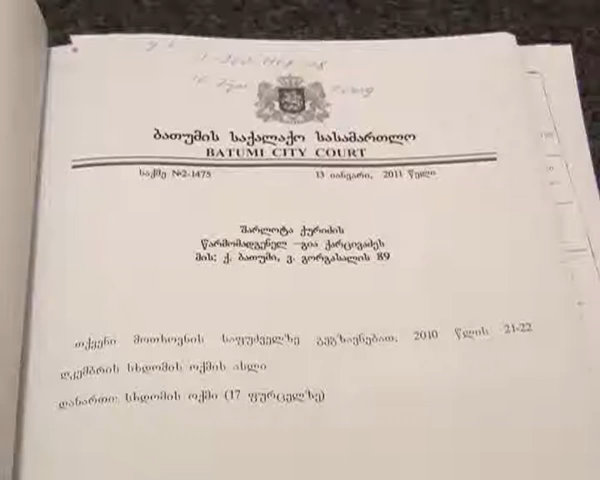 ბათუმის საქალაქო სასამართლო
BATUMI CITY COURT
საქმე №2-1475 13 იანვარი, 2011 წელი
შარლოტა ქურიძის
წარმომადგენელ გია ქარცივაძეს
მის: ქ. ბათუმი, ვ. გორგასალის 89
თქვენი მოთხოვნის საფუძველზე გეგზავნებათ, 2010 წლის 21-22
დეკემბრის სხდომის ოქმის ასლი
დანართი: სხდომის ოქმი (17 ფურცელზე)